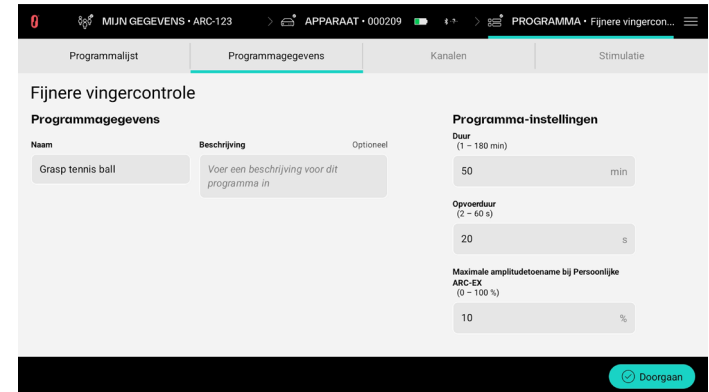 MIJN GEGEVENS • ARC-123 > APPARAAT • 000209 > PROGRAMMA • Fijnere vingercon...
Programmalijst Programmagegevens Kanalen Stimulatie
Fijnere vingercontrole
Programmagegevens
Naam
Grasp tennis ball
Beschrijving Optioneel
Voer een beschrijving voor dit
programma in
Programma-instellingen
Duur
(1 – 180 min)
50 min
Opvoerduur
(2 – 60 s)
20 s
Maximale amplitudetoename bij Persoonlijke
ARC-EX
(0 – 100 %)
10 %
Doorgaan